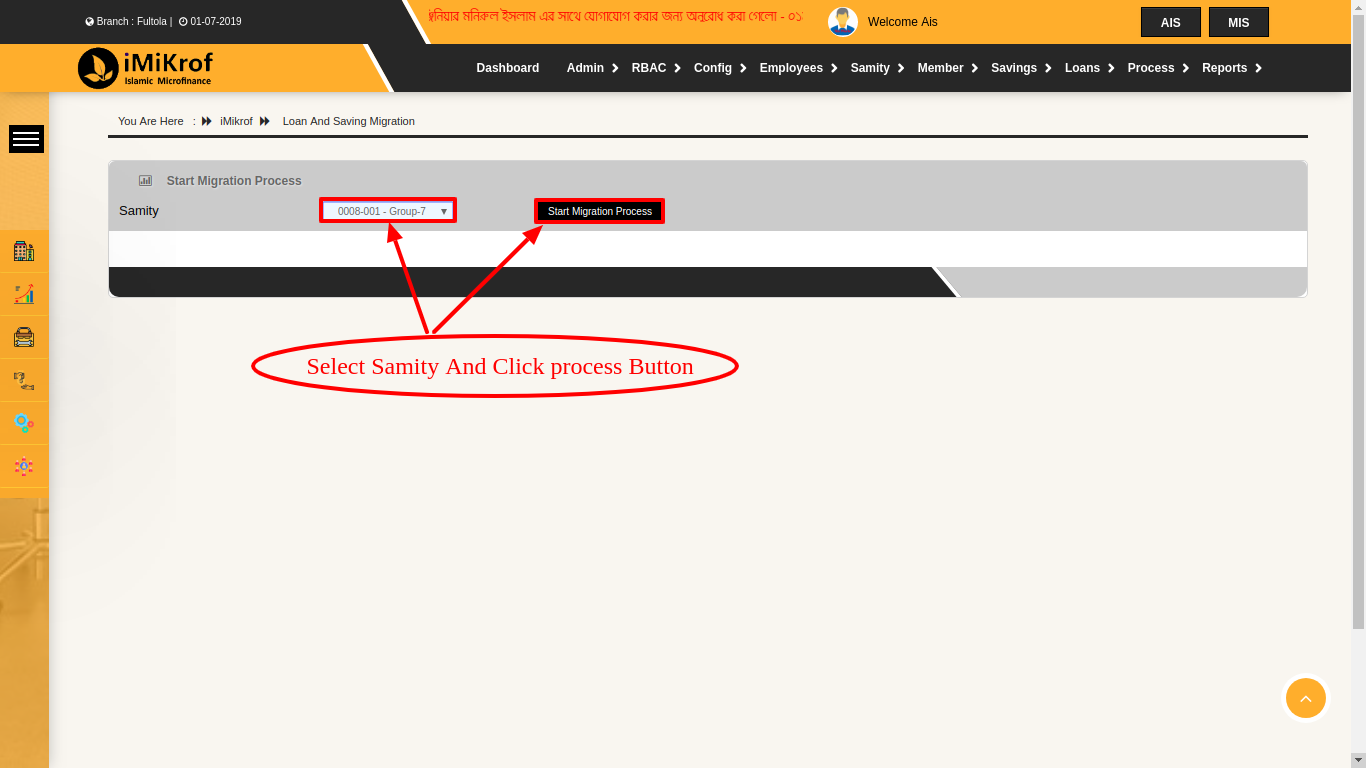 Branch : Fultola | 01-07-2019
মনিরুল ইসলাম এর সাথে যোগাযোগ করার জন্য অনুরোধ করা গেলো -
Welcome Ais
AIS
MIS
iMiKrof
Islamic Microfinance
Dashboard Admin RBAC Config Employees Samity Member Savings Loans Process Reports
You Are Here : iMikrof Loan And Saving Migration
Start Migration Process
Samity 0008-001 - Group-7 Start Migration Process
Select Samity And Click process Button